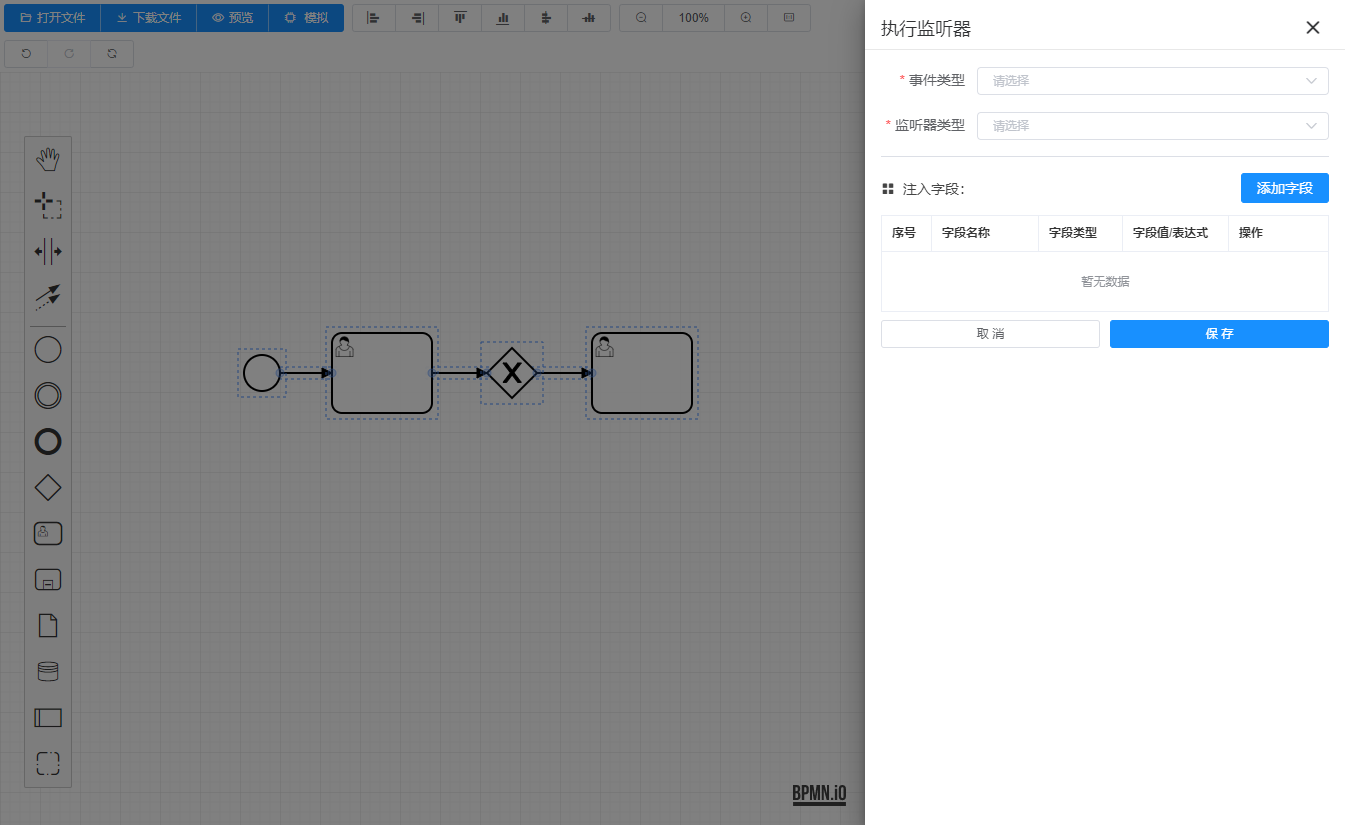 打开文件 下载文件 预览 模拟 100%
执行监听器
* 事件类型 请选择
* 监听器类型 请选择
注入字段：
添加字段
序号 字段名称 字段类型 字段值/表达式 操作
暂无数据
取 消 保 存
BPMN.iO